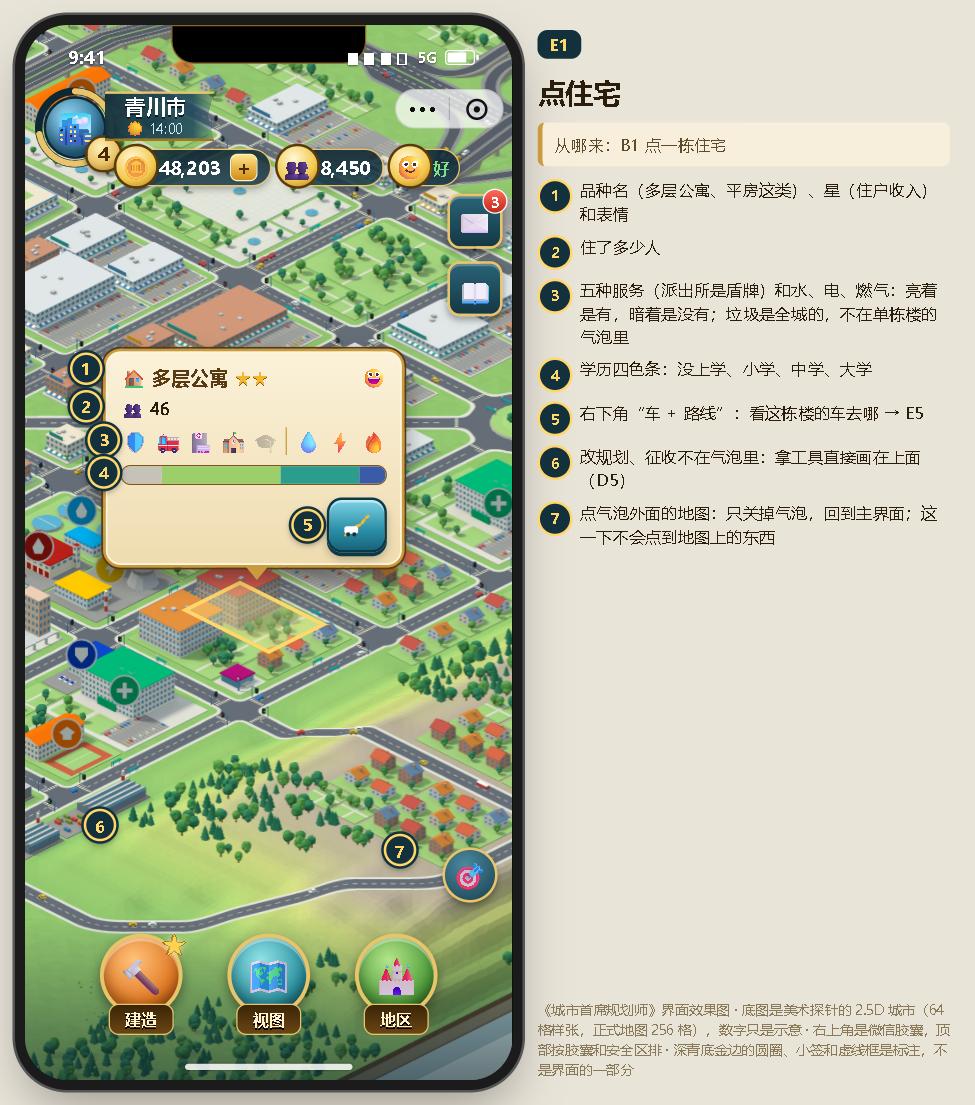 9:41
5G
青川市
14:00
4
48,203
+
8,450
好
3
1
多层公寓
2
46
3
4
5
6
7
建造
视图
地区
E1
点住宅
从哪来：B1 点一栋住宅
1 品种名（多层公寓、平房这类）、星（住户收入）
和表情
2 住了多少人
3 五种服务（派出所是盾牌）和水、电、燃气：亮着
是有，暗着是没有；垃圾是全城的，不在单栋楼的
气泡里
4 学历四色条：没上学、小学、中学、大学
5 右下角“车 + 路线”：看这栋楼的车去哪 → E5
6 改规划、征收不在气泡里：拿工具直接画在上面
（D5）
7 点气泡外面的地图：只关掉气泡，回到主界面；这
一下不会点到地图上的东西
《城市首席规划师》界面效果图 · 底图是美术探针的 2.5D 城市（64
格样张，正式地图 256 格），数字只是示意 · 右上角是微信胶囊，顶
部按胶囊和安全区排 · 深青底金边的圆圈、小签和虚线框是标注，不
是界面的一部分